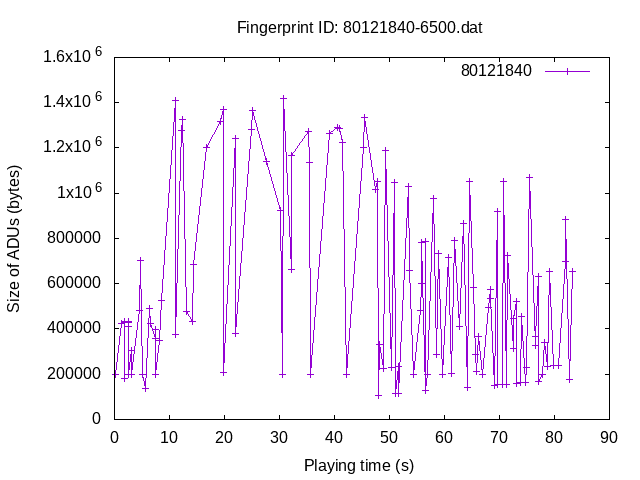 Fingerprint ID: 80121840-6500.dat
80121840
Size of ADUs (bytes)
1.6x10^6
1.4x10^6
1.2x10^6
1x10^6
800000
600000
400000
200000
0
0 10 20 30 40 50 60 70 80 90
Playing time (s)